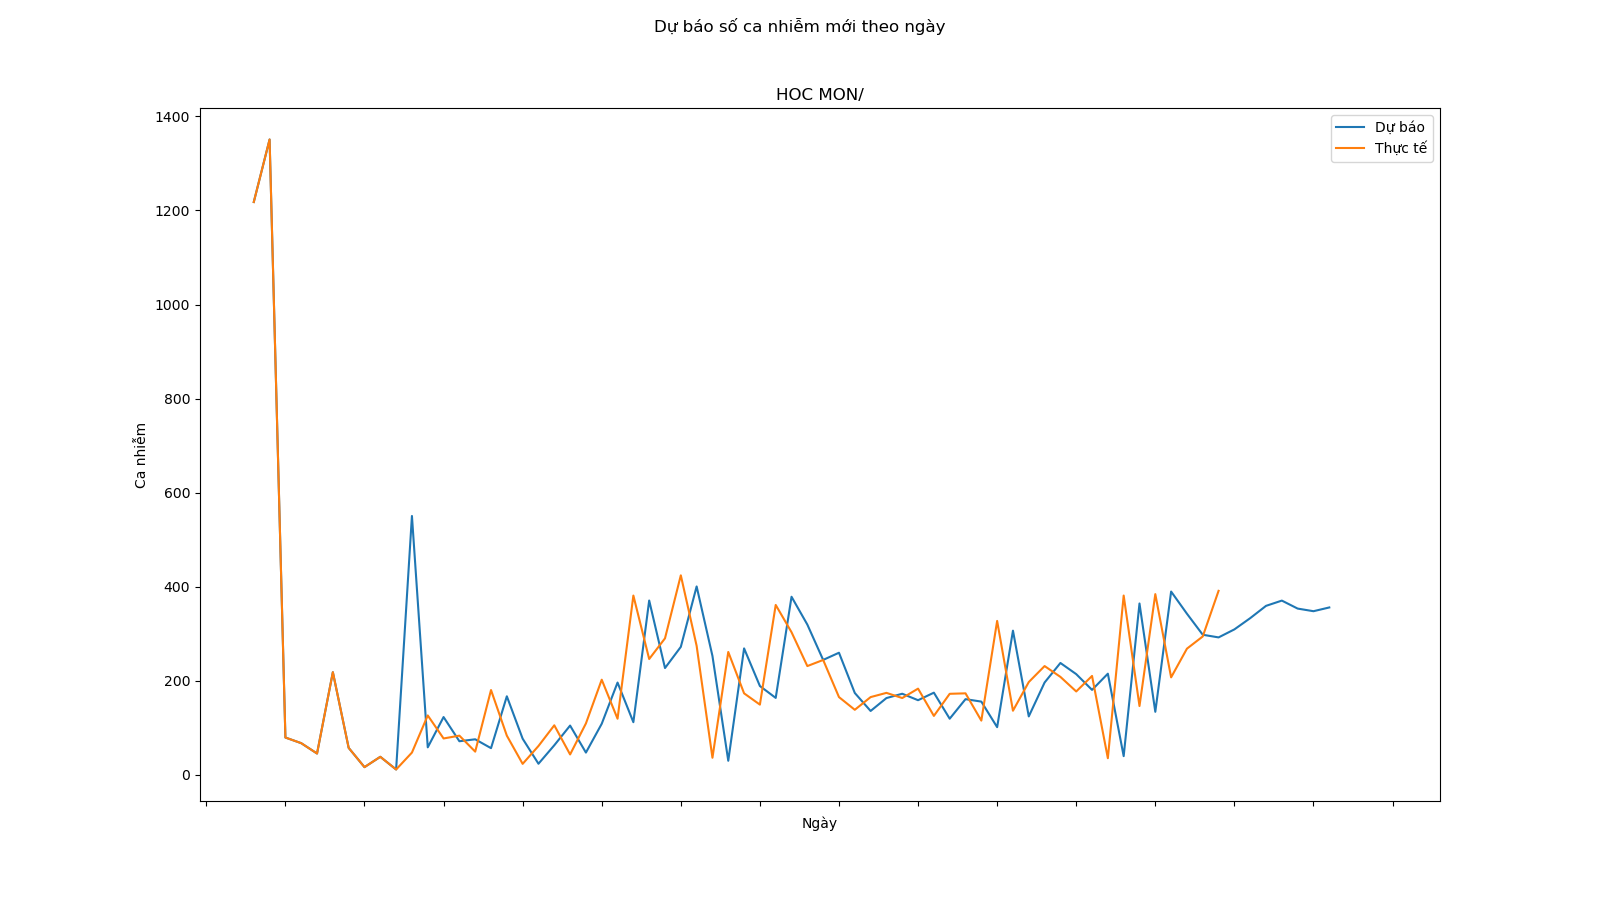 Dự báo số ca nhiễm mới theo ngày
HOC MON/
1400
1200
1000
800
600
400
200
0
Ca nhiễm
Ngày
Dự báo
Thực tế